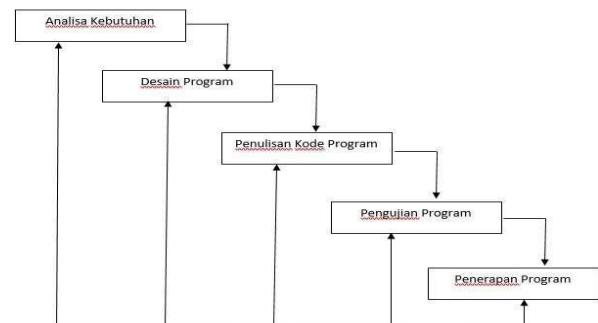 Analisa Kebutuhan
Desain Program
Penulisan Kode Program
Pengujian Program
Penerapan Program